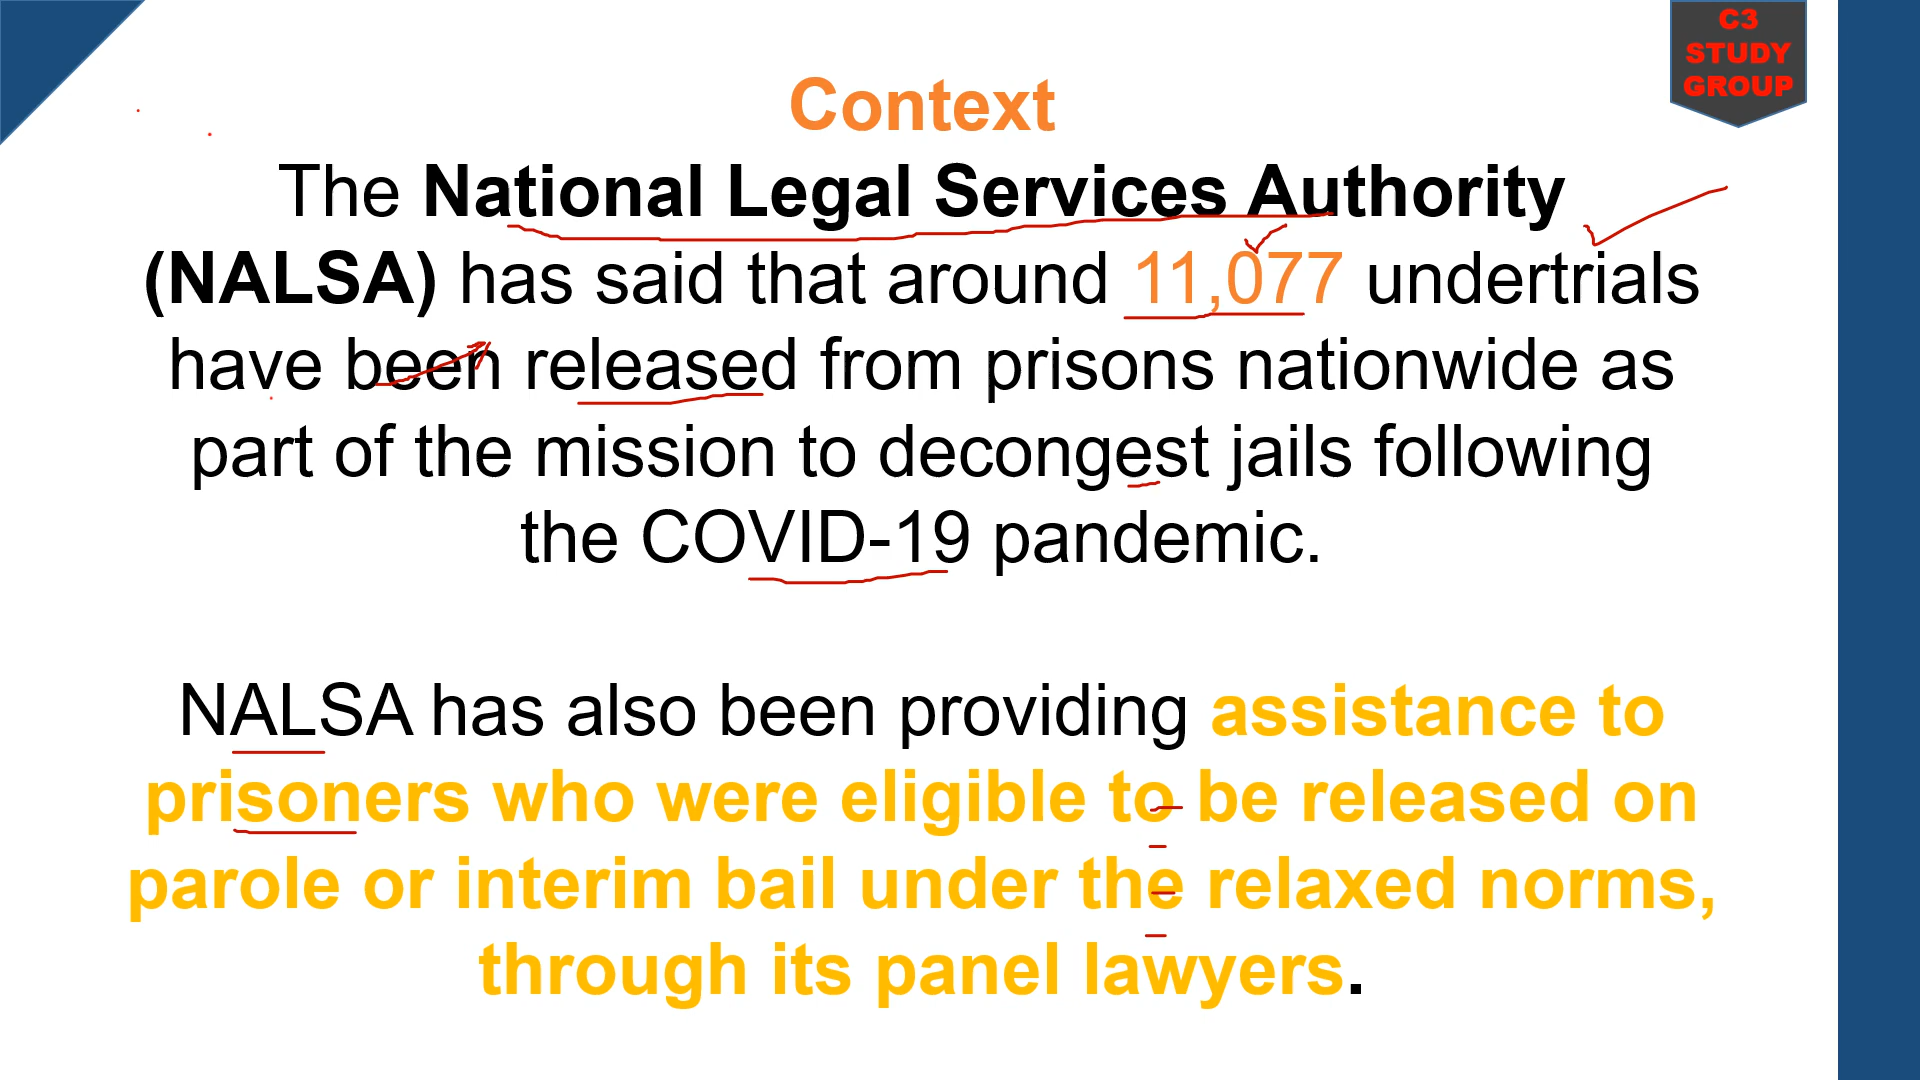 C3
STUDY
GROUP
Context
The National Legal Services Authority
(NALSA) has said that around 11,077 undertrials
have been released from prisons nationwide as
part of the mission to decongest jails following
the COVID-19 pandemic.
NALSA has also been providing assistance to
prisoners who were eligible to be released on
parole or interim bail under the relaxed norms,
through its panel lawyers.